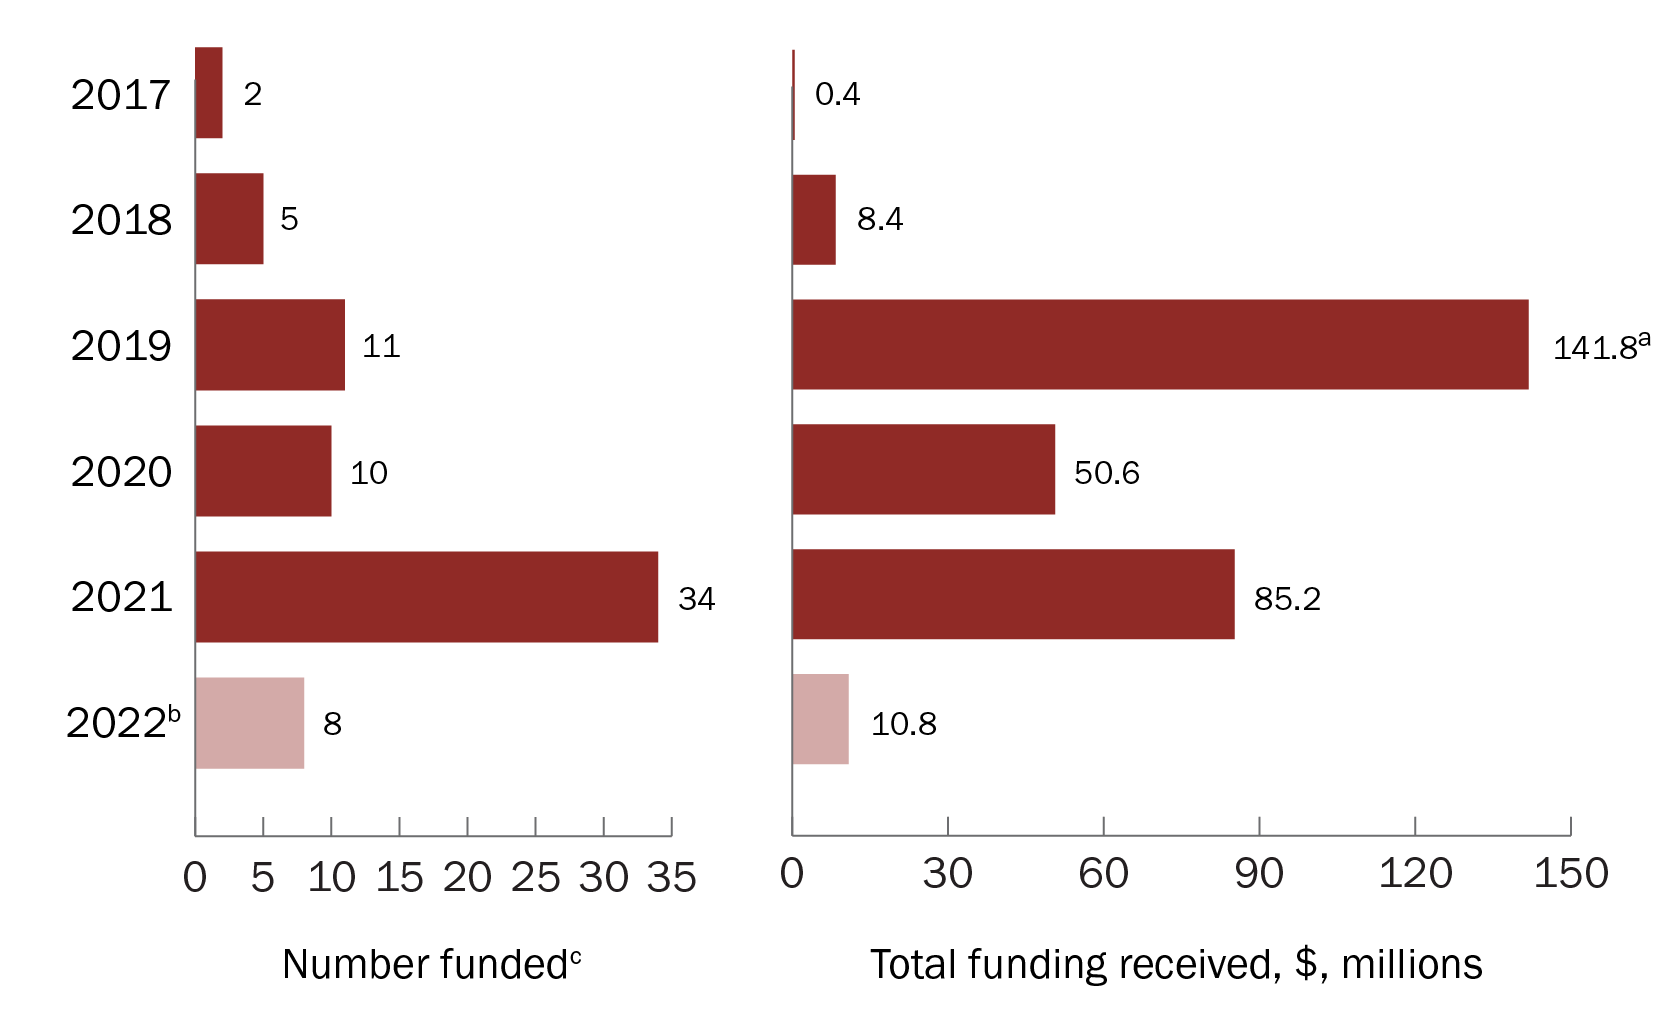 2017 2 0.4
2018 5 8.4
2019 11 141.8ᵃ
2020 10 50.6
2021 34 85.2
2022ᵇ 8 10.8
0 5 10 15 20 25 30 35 0 30 60 90 120 150
Number fundedᶜ Total funding received, $, millions